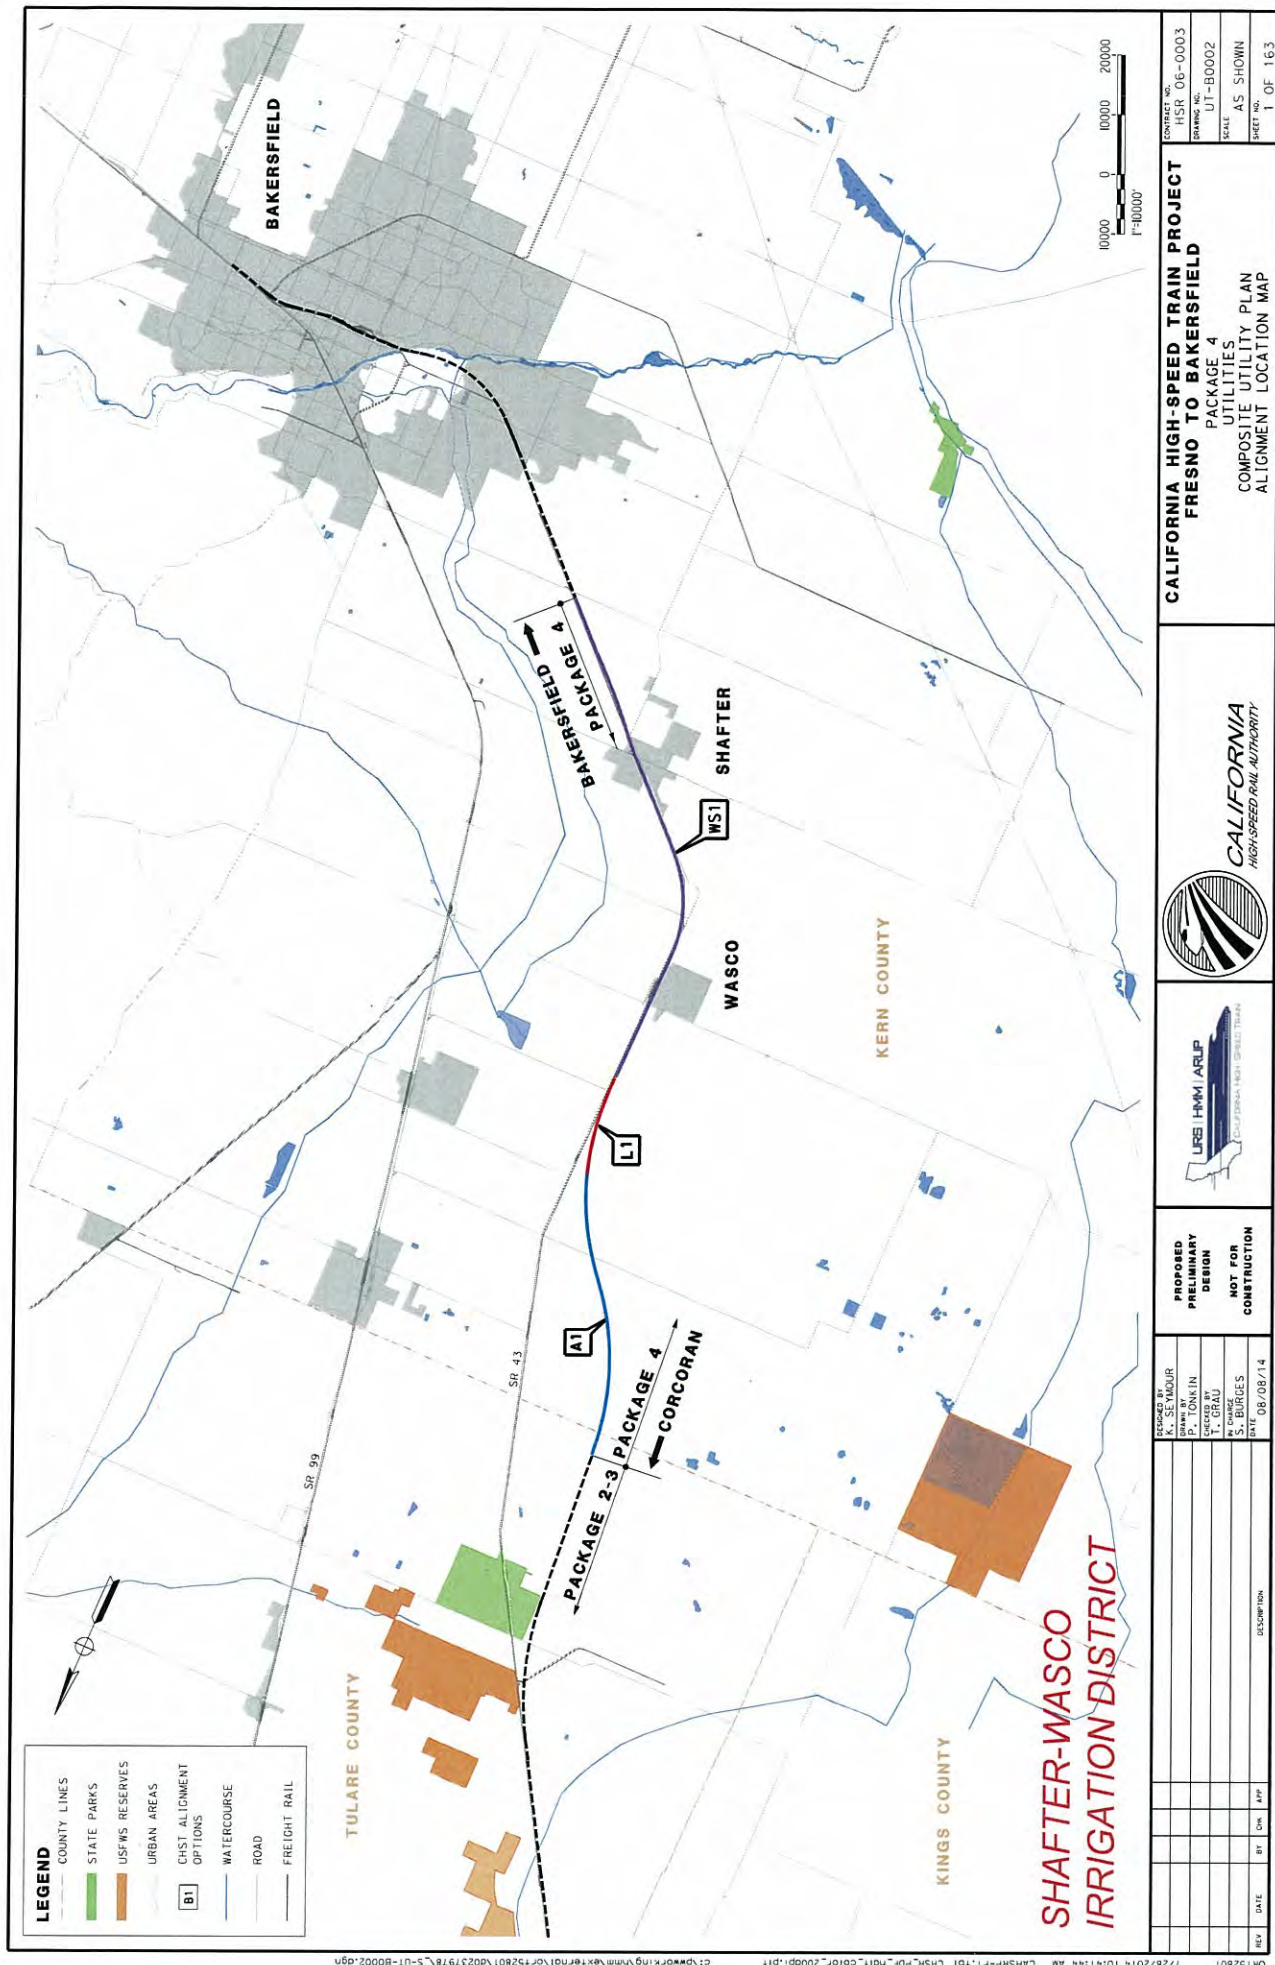 LEGEND
COUNTY LINES
STATE PARKS
USFWS RESERVES
URBAN AREAS
B1
CHST ALIGNMENT
OPTIONS
WATERCOURSE
ROAD
FREIGHT RAIL
TULARE COUNTY
KINGS COUNTY
KERN COUNTY
SR 99
SR 43
PACKAGE 2-3
PACKAGE 4
CORCORAN
A1
L1
WS1
WASCO
SHAFTER
BAKERSFIELD
PACKAGE 4
BAKERSFIELD
10000
0
10000
20000
1"=10000'
SHAFTER-WASCO
IRRIGATION DISTRICT
REV
DATE
BY
CHK
APP
DESCRIPTION
DESIGNED BY
K. SEYMOUR
DRAWN BY
P. TONKIN
CHECKED BY
T. GRAU
IN CHARGE
S. BURGES
DATE
08/08/14
PROPOSED
PRELIMINARY
DESIGN
NOT FOR
CONSTRUCTION
URS | HMM | ARUP
CALIFORNIA HIGH-SPEED TRAIN
CALIFORNIA
HIGH-SPEED RAIL AUTHORITY
CALIFORNIA HIGH-SPEED TRAIN PROJECT
FRESNO TO BAKERSFIELD
PACKAGE 4
UTILITIES
COMPOSITE UTILITY PLAN
ALIGNMENT LOCATION MAP
CONTRACT NO.
HSR 06-0003
DRAWING NO.
UT-B0002
SCALE
AS SHOWN
SHEET NO.
1 OF 163